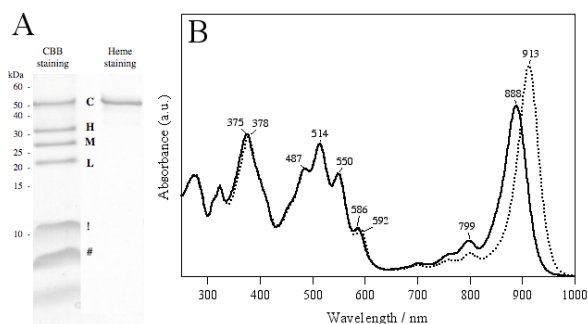 A
CBB
staining
Heme
staining
kDa
60 -
50 -
40 -
30 -
25 -
20 -
15 -
10 -
C
H
M
L
!
#
B
Absorbance (a.u.)
375
378
487
514
550
586
592
799
888
913
300 400 500 600 700 800 900 1000
Wavelength / nm